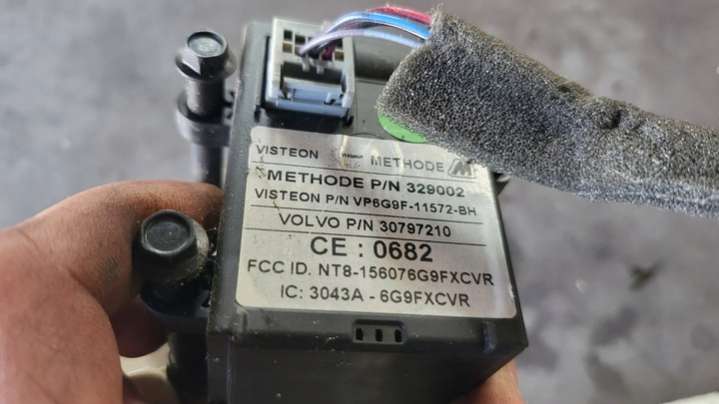 VISTEON METHODE
METHODE P/N 329002
VISTEON P/N VP6G9F-11572-BH
VOLVO P/N 30797210
CE : 0682
FCC ID. NT8-156076G9FXCVR
IC: 3043A - 6G9FXCVR